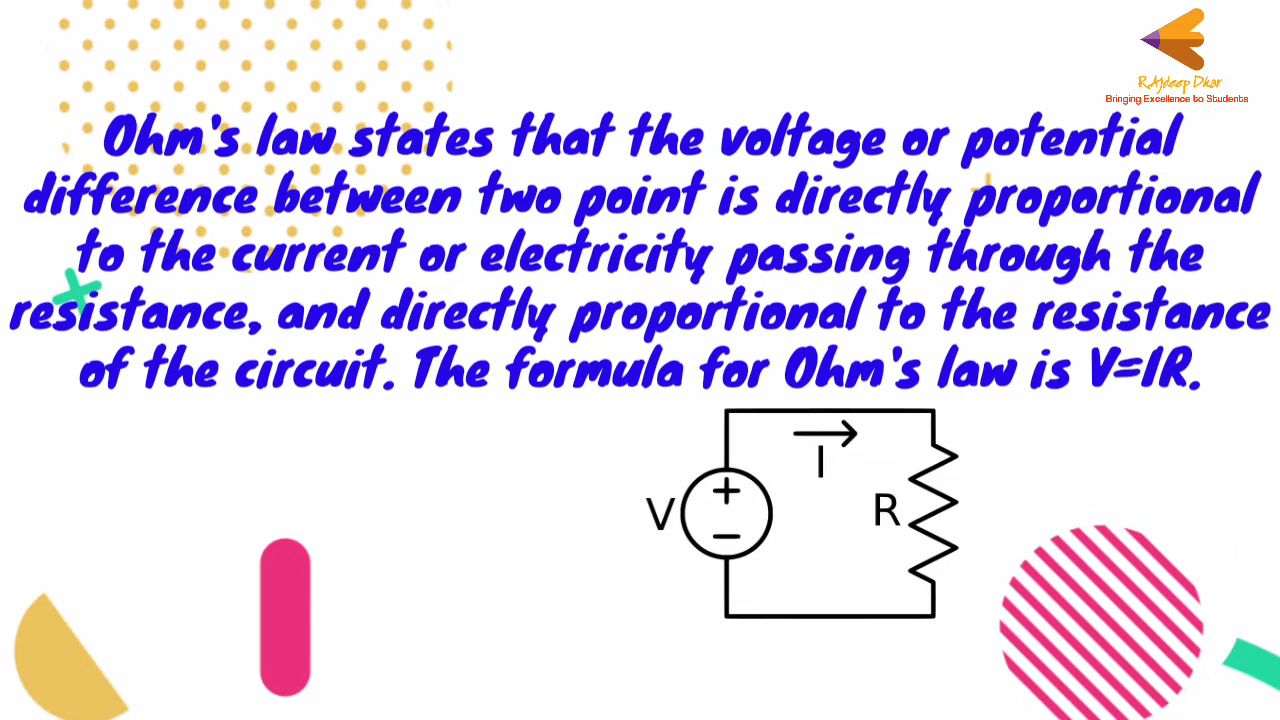 RAJdeep Dhar
Bringing Excellence to Students
Ohm's law states that the voltage or potential
difference between two point is directly proportional
to the current or electricity passing through the
resistance, and directly proportional to the resistance
of the circuit. The formula for Ohm's law is V=IR.
I
V
R